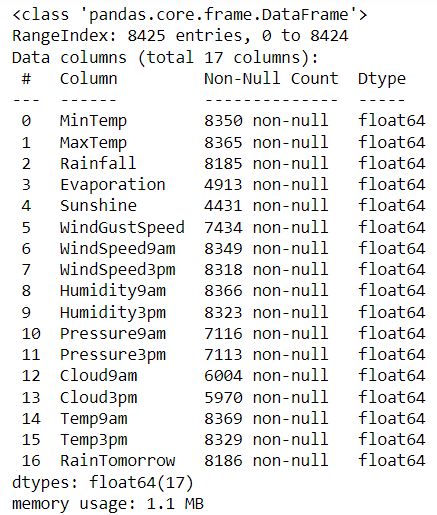 <class 'pandas.core.frame.DataFrame'>
RangeIndex: 8425 entries, 0 to 8424
Data columns (total 17 columns):
 #   Column         Non-Null Count  Dtype
---  ------         --------------  -----
 0   MinTemp        8350 non-null   float64
 1   MaxTemp        8365 non-null   float64
 2   Rainfall       8185 non-null   float64
 3   Evaporation    4913 non-null   float64
 4   Sunshine       4431 non-null   float64
 5   WindGustSpeed  7434 non-null   float64
 6   WindSpeed9am   8349 non-null   float64
 7   WindSpeed3pm   8318 non-null   float64
 8   Humidity9am    8366 non-null   float64
 9   Humidity3pm    8323 non-null   float64
 10  Pressure9am    7116 non-null   float64
 11  Pressure3pm    7113 non-null   float64
 12  Cloud9am       6004 non-null   float64
 13  Cloud3pm       5970 non-null   float64
 14  Temp9am        8369 non-null   float64
 15  Temp3pm        8329 non-null   float64
 16  RainTomorrow   8186 non-null   float64
dtypes: float64(17)
memory usage: 1.1 MB